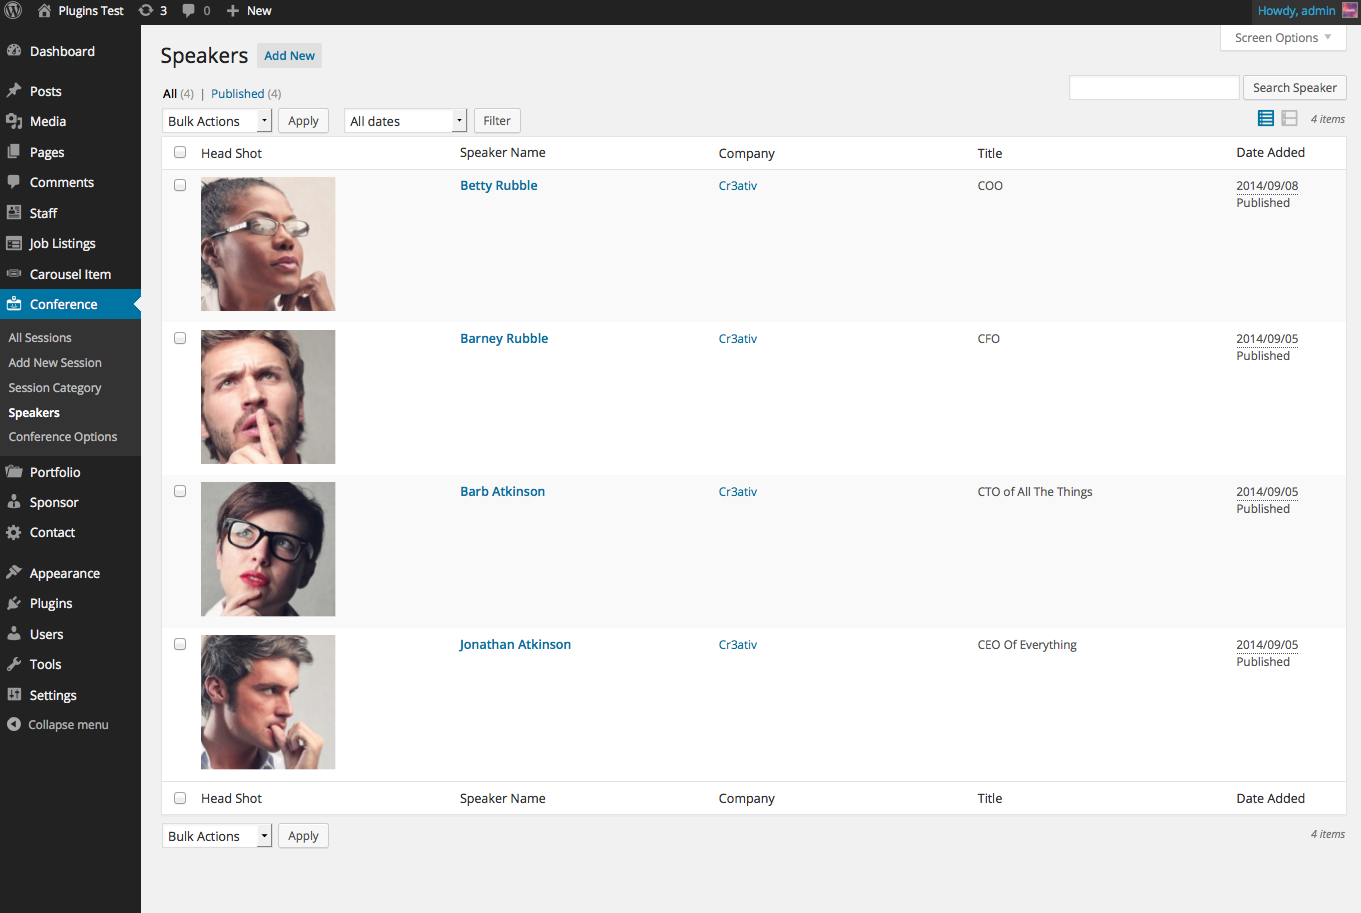 Plugins Test 3 0 New Howdy, admin
Dashboard
Posts
Media
Pages
Comments
Staff
Job Listings
Carousel Item
Conference
All Sessions
Add New Session
Session Category
Speakers
Conference Options
Portfolio
Sponsor
Contact
Appearance
Plugins
Users
Tools
Settings
Collapse menu
Screen Options
Speakers Add New
All (4) | Published (4)
Search Speaker
Bulk Actions Apply All dates Filter 4 items
Head Shot Speaker Name Company Title Date Added
Betty Rubble Cr3ativ COO 2014/09/08
Published
Barney Rubble Cr3ativ CFO 2014/09/05
Published
Barb Atkinson Cr3ativ CTO of All The Things 2014/09/05
Published
Jonathan Atkinson Cr3ativ CEO Of Everything 2014/09/05
Published
Head Shot Speaker Name Company Title Date Added
Bulk Actions Apply 4 items